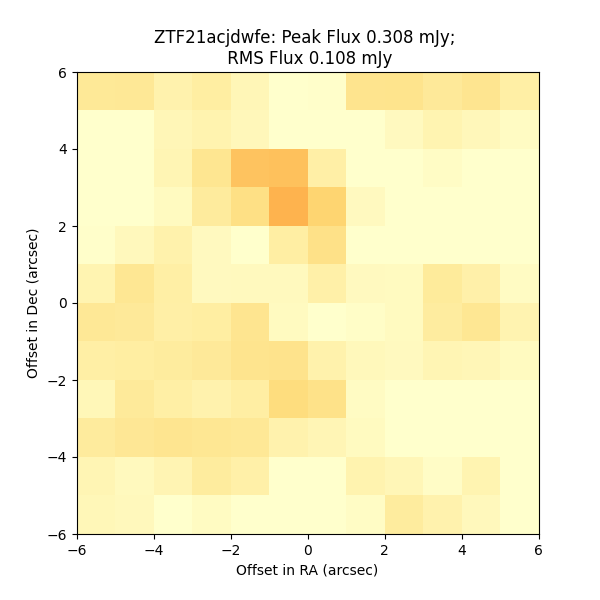 ZTF21acjdwfe: Peak Flux 0.308 mJy;
RMS Flux 0.108 mJy
6
4
2
0
−2
−4
−6
Offset in Dec (arcsec)
−6 −4 −2 0 2 4 6
Offset in RA (arcsec)